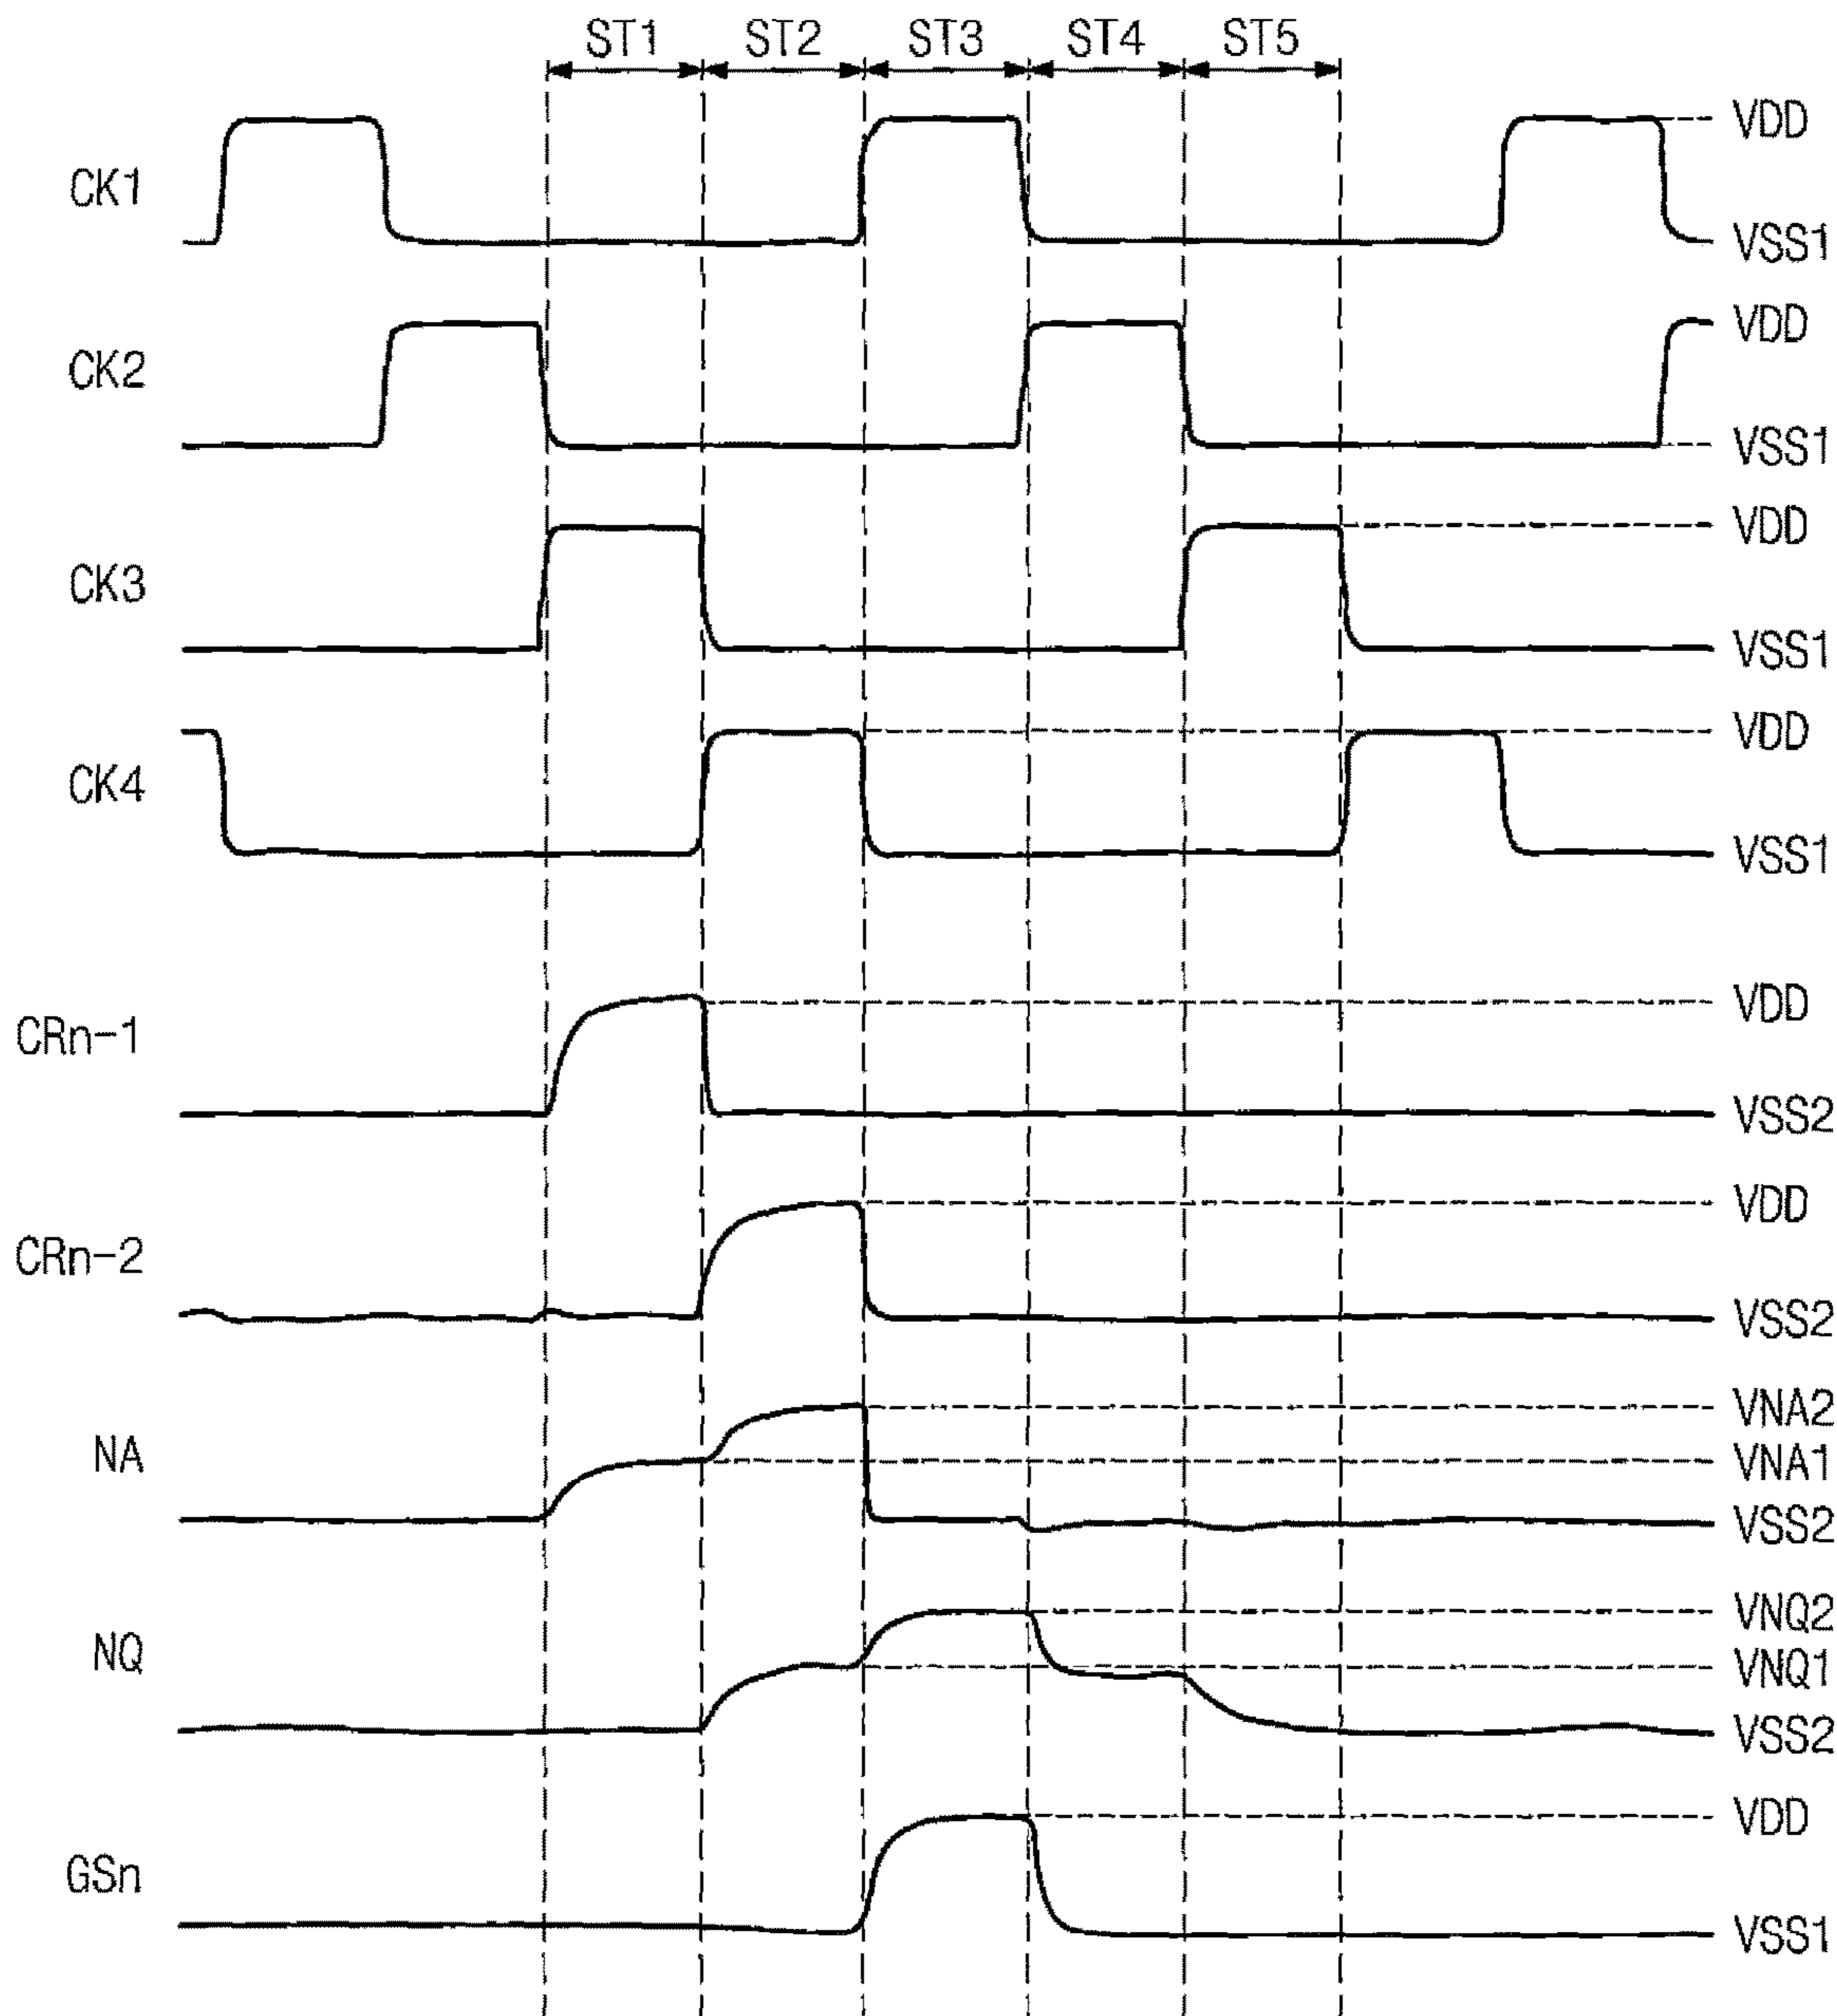 ST1 ST2 ST3 ST4 ST5
VDD
CK1
VSS1
VDD
CK2
VSS1
VDD
CK3
VSS1
VDD
CK4
VSS1
VDD
CRn-1
VSS2
VDD
CRn-2
VSS2
VNA2
NA
VNA1
VSS2
VNQ2
NQ
VNQ1
VSS2
VDD
GSn
VSS1